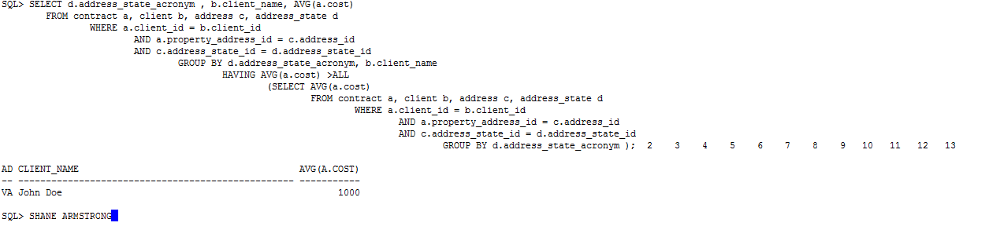 SQL> SELECT d.address_state_acronym , b.client_name, AVG(a.cost)
FROM contract a, client b, address c, address_state d
WHERE a.client_id = b.client_id
AND a.property_address_id = c.address_id
AND c.address_state_id = d.address_state_id
GROUP BY d.address_state_acronym, b.client_name
HAVING AVG(a.cost) >ALL
(SELECT AVG(a.cost)
FROM contract a, client b, address c, address_state d
WHERE a.client_id = b.client_id
AND a.property_address_id = c.address_id
AND c.address_state_id = d.address_state_id
GROUP BY d.address_state_acronym ); 2 3 4 5 6 7 8 9 10 11 12 13
AD CLIENT_NAME AVG(A.COST)
-- -------------------------------------------------- -----------
VA John Doe 1000
SQL> SHANE ARMSTRONG